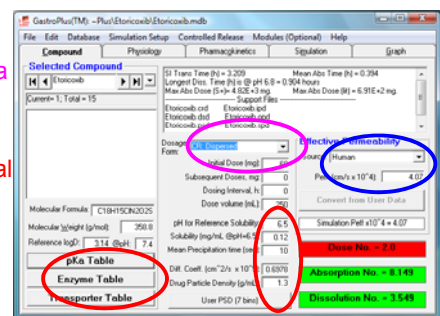 GastroPlus(TM): ~Plus\Etoricoxib\Etoricoxib.mdb
File Edit Database Simulation Setup Controlled Release Modules (Optional) Help
Compound Physiology Pharmacokinetics Simulation Graph
Selected Compound
Etoricoxib
Current= 1; Total = 15
SI Trans Time (h) = 3.209 Mean Abs Time (h) = 0.394
Longest Diss. Time (h) is @ pH 6.8 = 0.904 hours
Max Abs Dose (S+)= 4.82E+3 mg. Max Abs Dose (lit) = 6.91E+2 mg.
Support Files
Etoricoxib.crd Etoricoxib.ipd
Etoricoxib.dsd Etoricoxib.opd
a
al
Dosage Form:
Initial Dose (mg):
Subsequent Doses, mg: 0
Dosing Interval, h: 0
Dose volume (mL): 250
Effective Permeability
Source: Human
Peff (cm/s x 10^4): 4.07
Convert from User Data
Simulation Peff x10^4 = 4.07
Molecular Formula: C18H15ClN2O2S
Molecular Weight (g/mol): 358.8
Reference logD: 3.14 @pH: 7.4
pKa Table
Enzyme Table
Transporter Table
pH for Reference Solubility: 6.5
Solubility (mg/mL @pH=6.5): 0.12
Mean Precipitation time (sec): 10
Diff. Coeff. (cm^2/s x 10^5): 0.6978
Drug Particle Density (g/mL): 1.3
User PSD (7 bins)
Dose No. = 2.0
Absorption No. = 8.149
Dissolution No. = 3.549